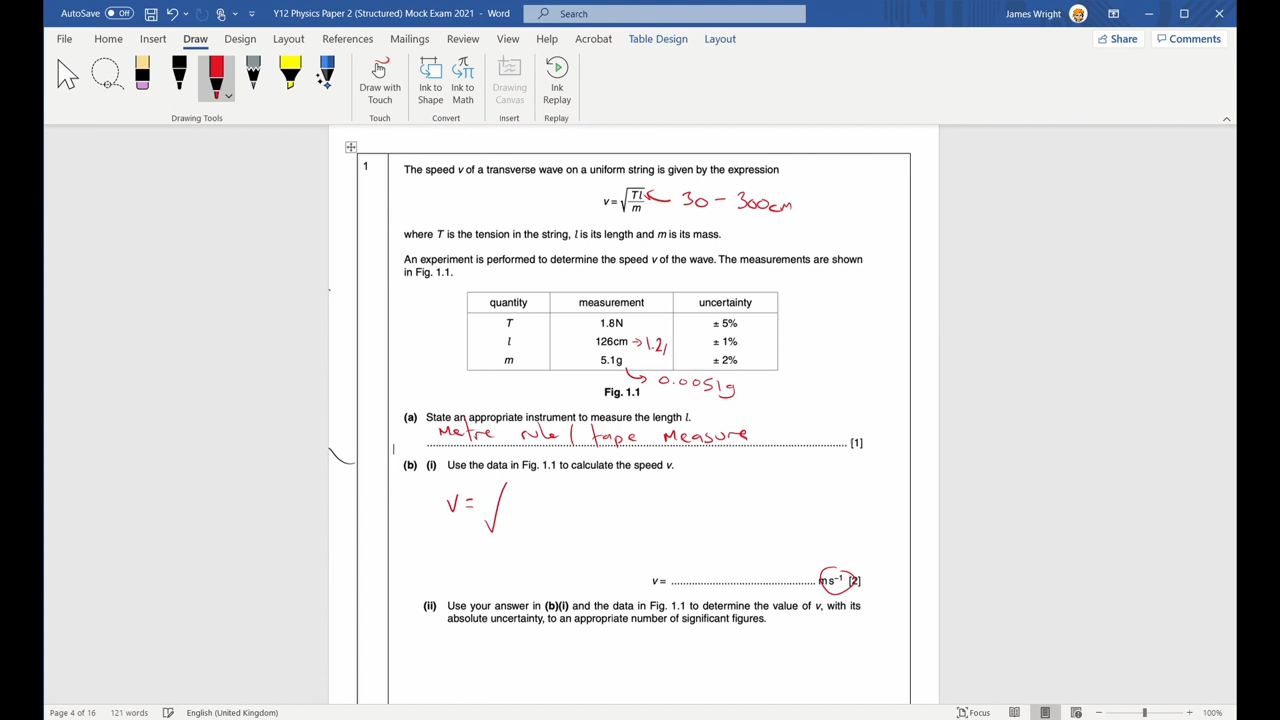 AutoSave Off Y12 Physics Paper 2 (Structured) Mock Exam 2021 - Word Search James Wright
File Home Insert Draw Design Layout References Mailings Review View Help Acrobat Table Design Layout Share Comments
Draw with Touch Ink to Shape Ink to Math Drawing Canvas Ink Replay
Drawing Tools Touch Convert Insert Replay
1 The speed v of a transverse wave on a uniform string is given by the expression
v = √(Tl/m) 30 - 300cm
where T is the tension in the string, l is its length and m is its mass.
An experiment is performed to determine the speed v of the wave. The measurements are shown
in Fig. 1.1.
quantity measurement uncertainty
T 1.8N ± 5%
l 126cm → 1.2 ± 1%
m 5.1g ± 2%
0.0051g
Fig. 1.1
(a) State an appropriate instrument to measure the length l.
Metre rule / tape measure
[1]
(b) (i) Use the data in Fig. 1.1 to calculate the speed v.
v = √
v = ................................................ m s⁻¹ [2]
(ii) Use your answer in (b)(i) and the data in Fig. 1.1 to determine the value of v, with its
absolute uncertainty, to an appropriate number of significant figures.
Page 4 of 16 121 words English (United Kingdom) Focus 100%